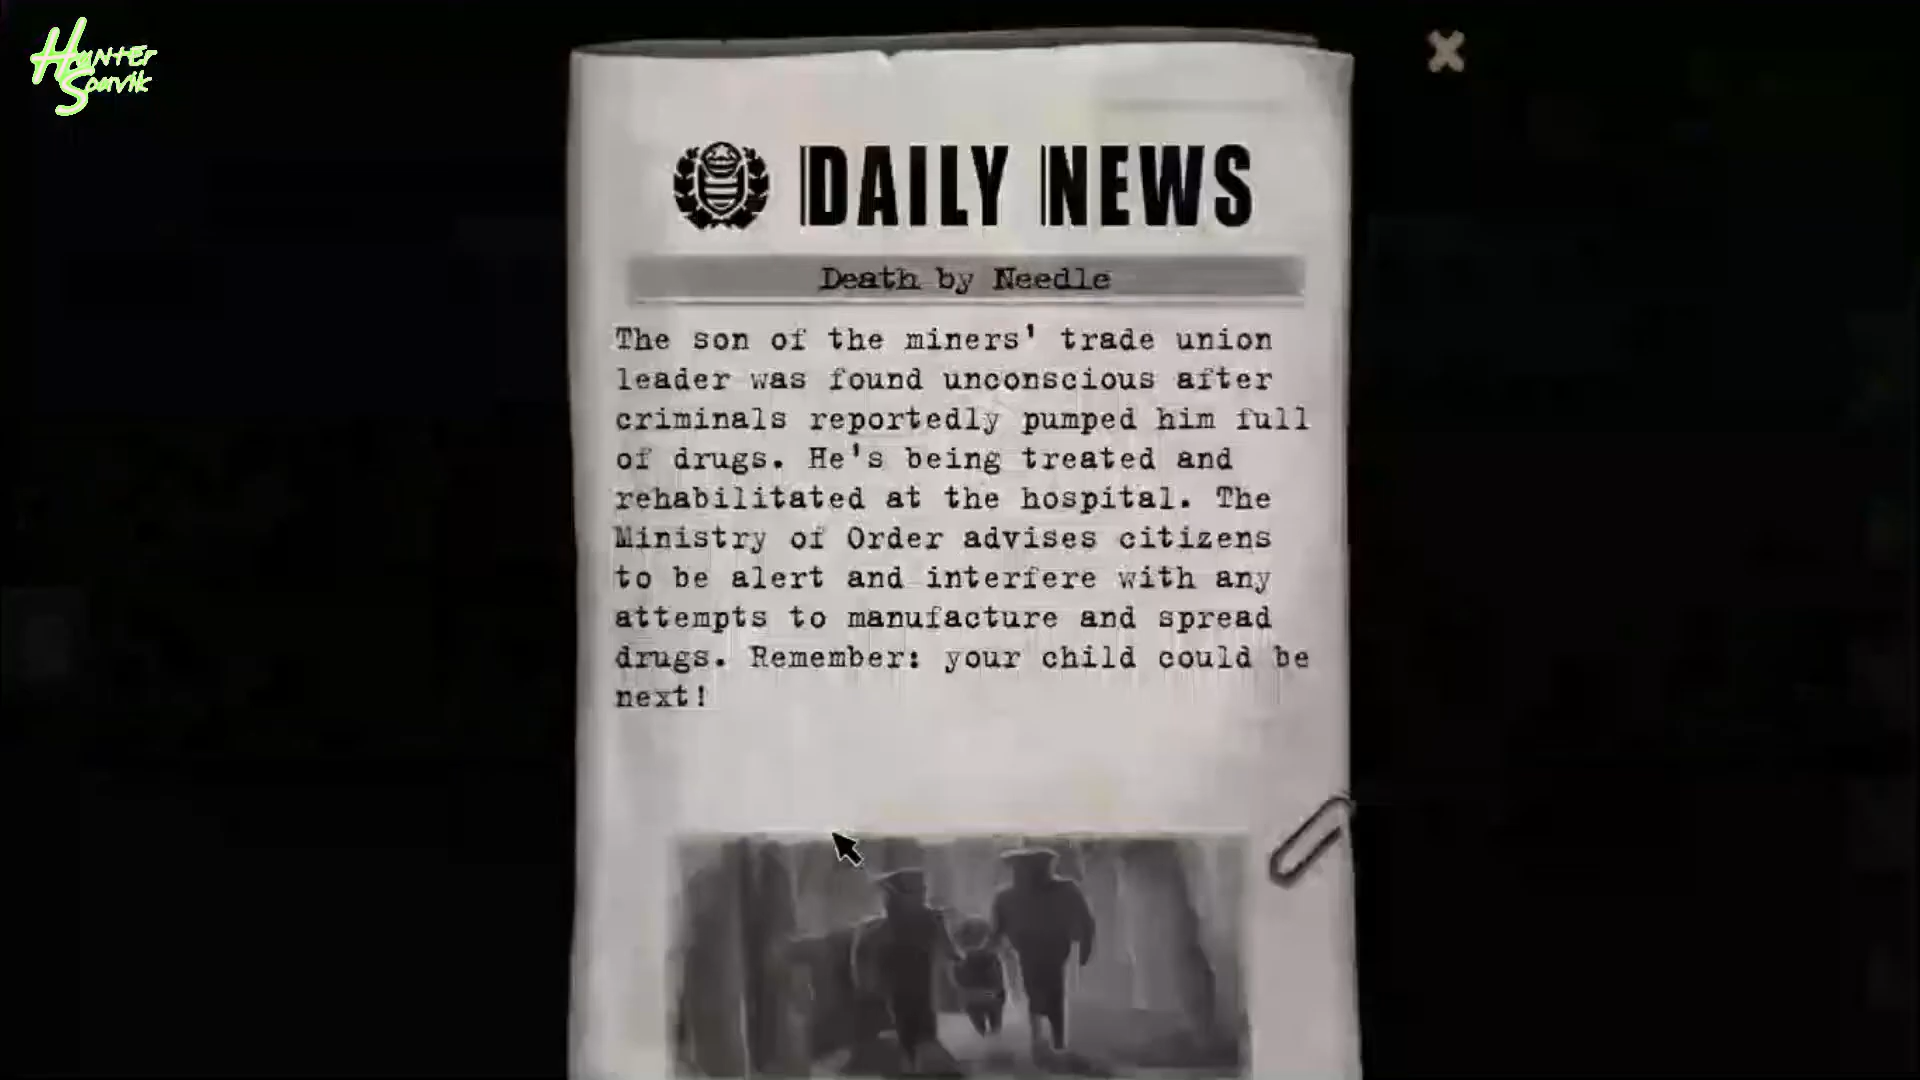 Hunter
Sparvik
DAILY NEWS
Death by Needle
The son of the miners' trade union
leader was found unconscious after
criminals reportedly pumped him full
of drugs. He's being treated and
rehabilitated at the hospital. The
Ministry of Order advises citizens
to be alert and interfere with any
attempts to manufacture and spread
drugs. Remember: your child could be
next!